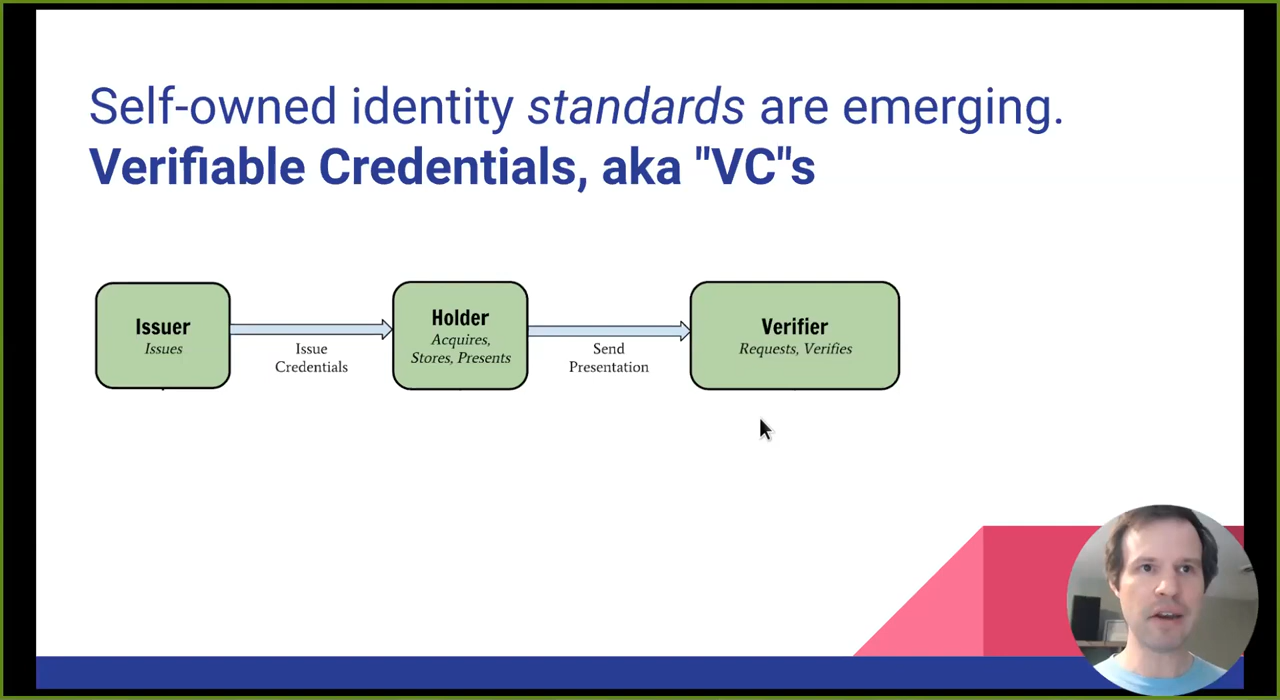 Self-owned identity standards are emerging.
Verifiable Credentials, aka "VC"s
Issuer
Issues
Issue
Credentials
Holder
Acquires,
Stores, Presents
Send
Presentation
Verifier
Requests, Verifies